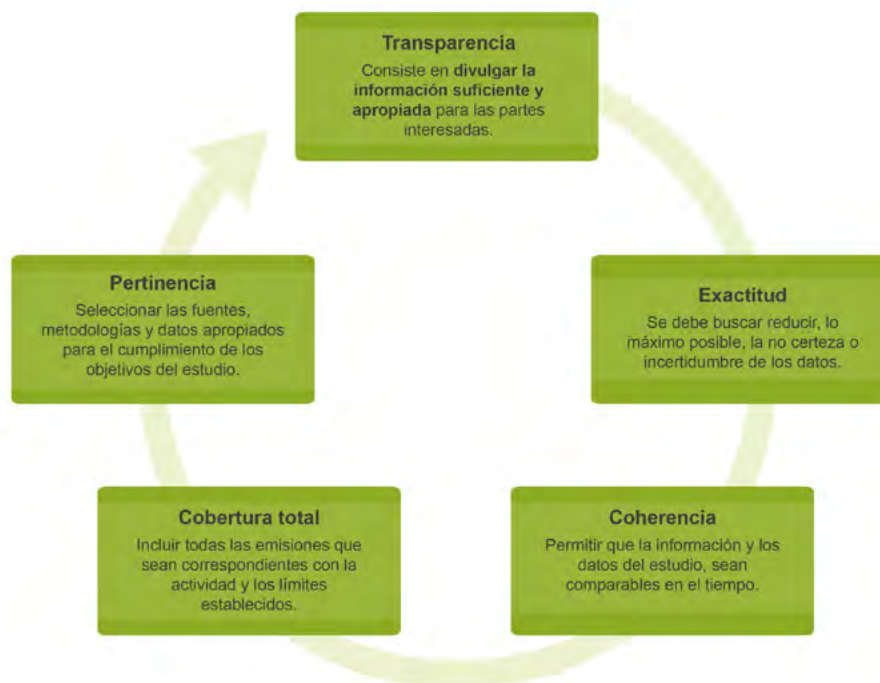 Transparencia
Consiste en divulgar la
información suficiente y
apropiada para las partes
interesadas.
Exactitud
Se debe buscar reducir, lo
máximo posible, la no certeza o
incertidumbre de los datos.
Coherencia
Permitir que la información y los
datos del estudio, sean
comparables en el tiempo.
Cobertura total
Incluir todas las emisiones que
sean correspondientes con la
actividad y los límites
establecidos.
Pertinencia
Seleccionar las fuentes,
metodologías y datos apropiados
para el cumplimiento de los
objetivos del estudio.